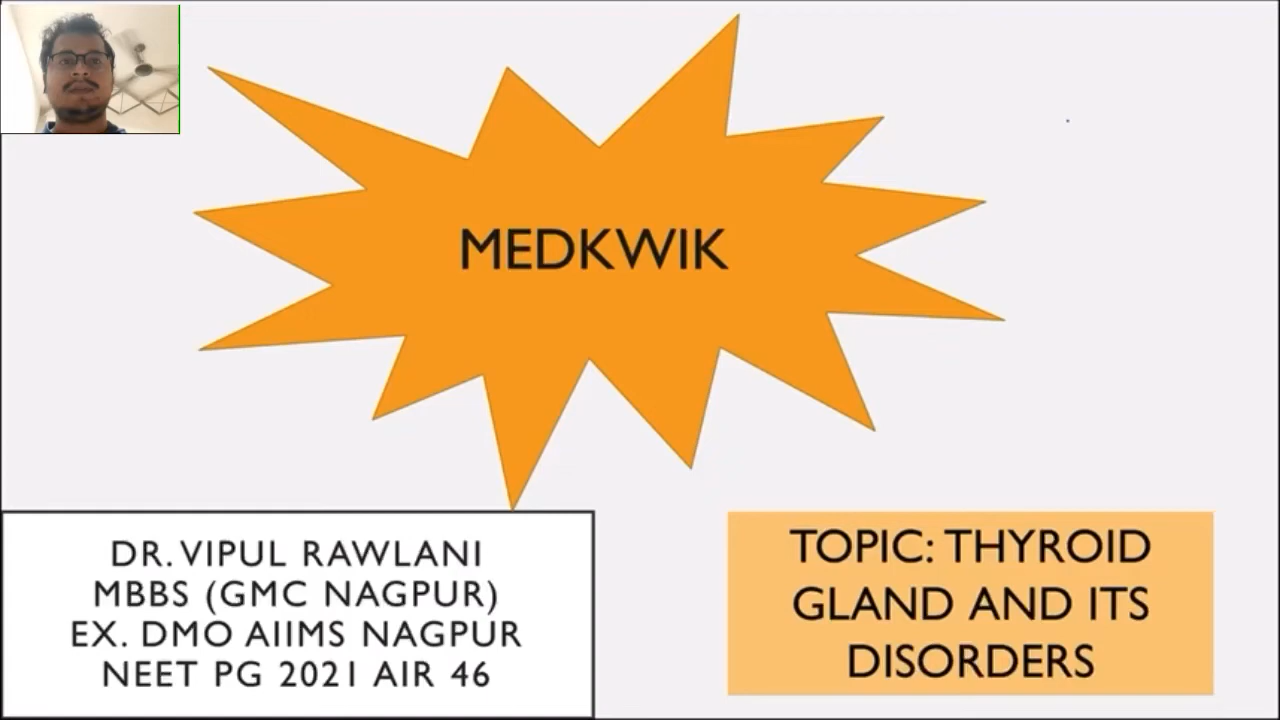 MEDKWIK
DR. VIPUL RAWLANI
MBBS (GMC NAGPUR)
EX. DMO AIIMS NAGPUR
NEET PG 2021 AIR 46
TOPIC: THYROID
GLAND AND ITS
DISORDERS